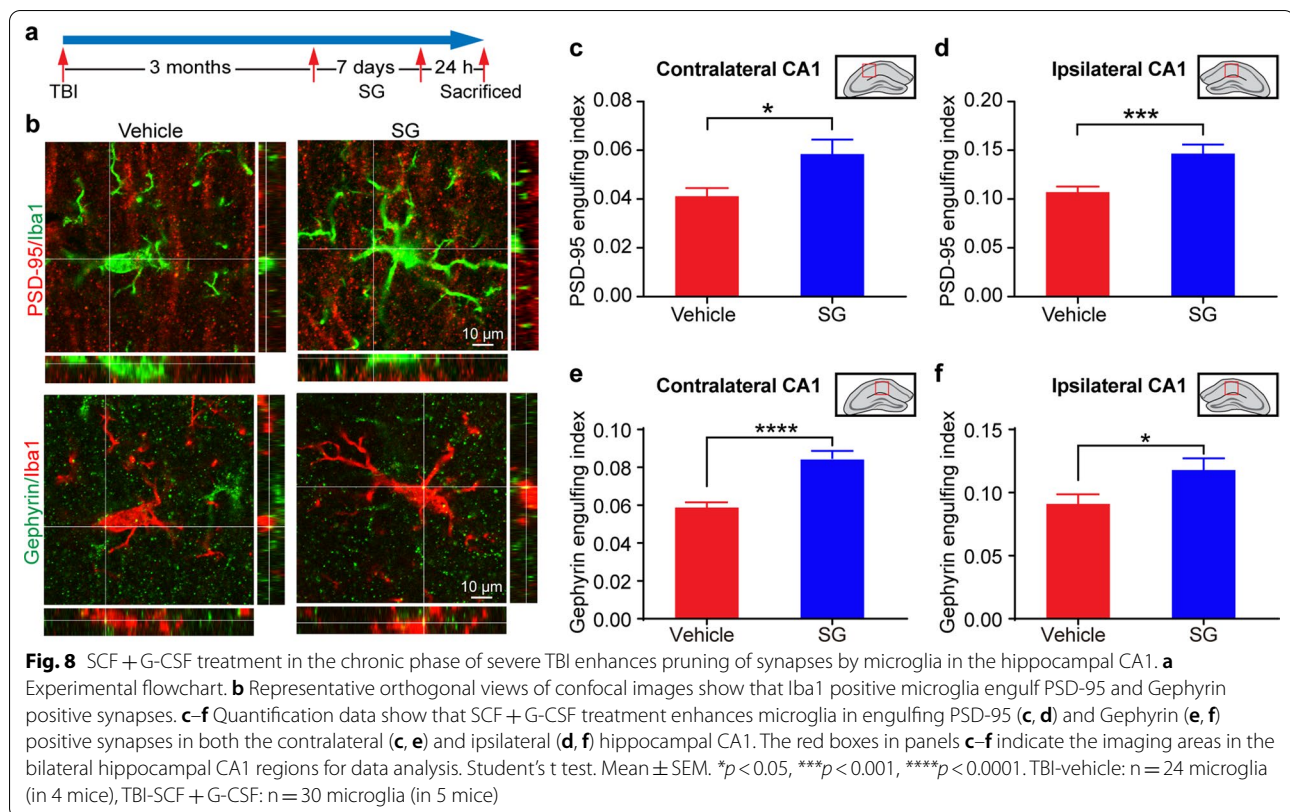 a
3 months
7 days
24 h
TBI
SG
Sacrificed
b
Vehicle
SG
PSD-95/Iba1
10 µm
Gephyrin/Iba1
10 µm
c
Contralateral CA1
PSD-95 engulfing index
0.08
0.06
0.04
0.02
0.00
*
Vehicle
SG
d
Ipsilateral CA1
PSD-95 engulfing index
0.20
0.15
0.10
0.05
0.00
***
Vehicle
SG
e
Contralateral CA1
Gephyrin engulfing index
0.10
0.08
0.06
0.04
0.02
0.00
****
Vehicle
SG
f
Ipsilateral CA1
Gephyrin engulfing index
0.15
0.10
0.05
0.00
*
Vehicle
SG
Fig. 8 SCF + G-CSF treatment in the chronic phase of severe TBI enhances pruning of synapses by microglia in the hippocampal CA1. a
Experimental flowchart. b Representative orthogonal views of confocal images show that Iba1 positive microglia engulf PSD-95 and Gephyrin
positive synapses. c–f Quantification data show that SCF + G-CSF treatment enhances microglia in engulfing PSD-95 (c, d) and Gephyrin (e, f)
positive synapses in both the contralateral (c, e) and ipsilateral (d, f) hippocampal CA1. The red boxes in panels c–f indicate the imaging areas in the
bilateral hippocampal CA1 regions for data analysis. Student's t test. Mean ± SEM. *p < 0.05, ***p < 0.001, ****p < 0.0001. TBI-vehicle: n = 24 microglia
(in 4 mice), TBI-SCF + G-CSF: n = 30 microglia (in 5 mice)